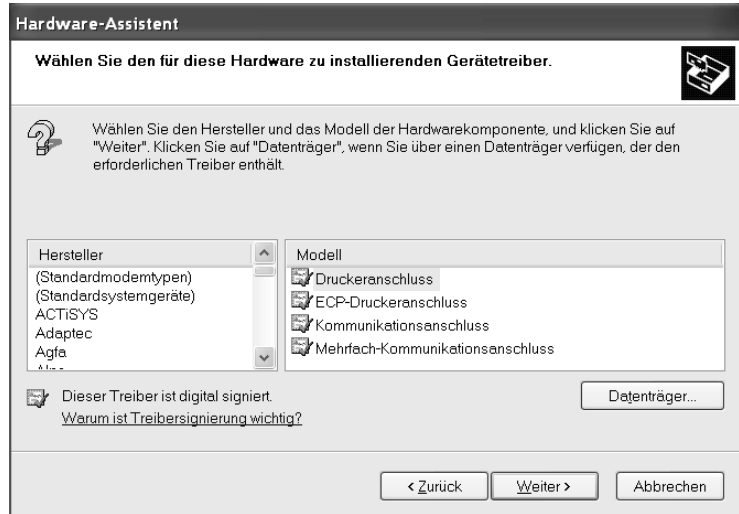 Hardware-Assistent
Wählen Sie den für diese Hardware zu installierenden Gerätetreiber.
Wählen Sie den Hersteller und das Modell der Hardwarekomponente, und klicken Sie auf
"Weiter". Klicken Sie auf "Datenträger", wenn Sie über einen Datenträger verfügen, der den
erforderlichen Treiber enthält.
Hersteller
(Standardmodemtypen)
(Standardsystemgeräte)
ACTiSYS
Adaptec
Agfa
Modell
Druckeranschluss
ECP-Druckeranschluss
Kommunikationsanschluss
Mehrfach-Kommunikationsanschluss
Dieser Treiber ist digital signiert.
Warum ist Treibersignierung wichtig?
Datenträger...
< Zurück
Weiter >
Abbrechen